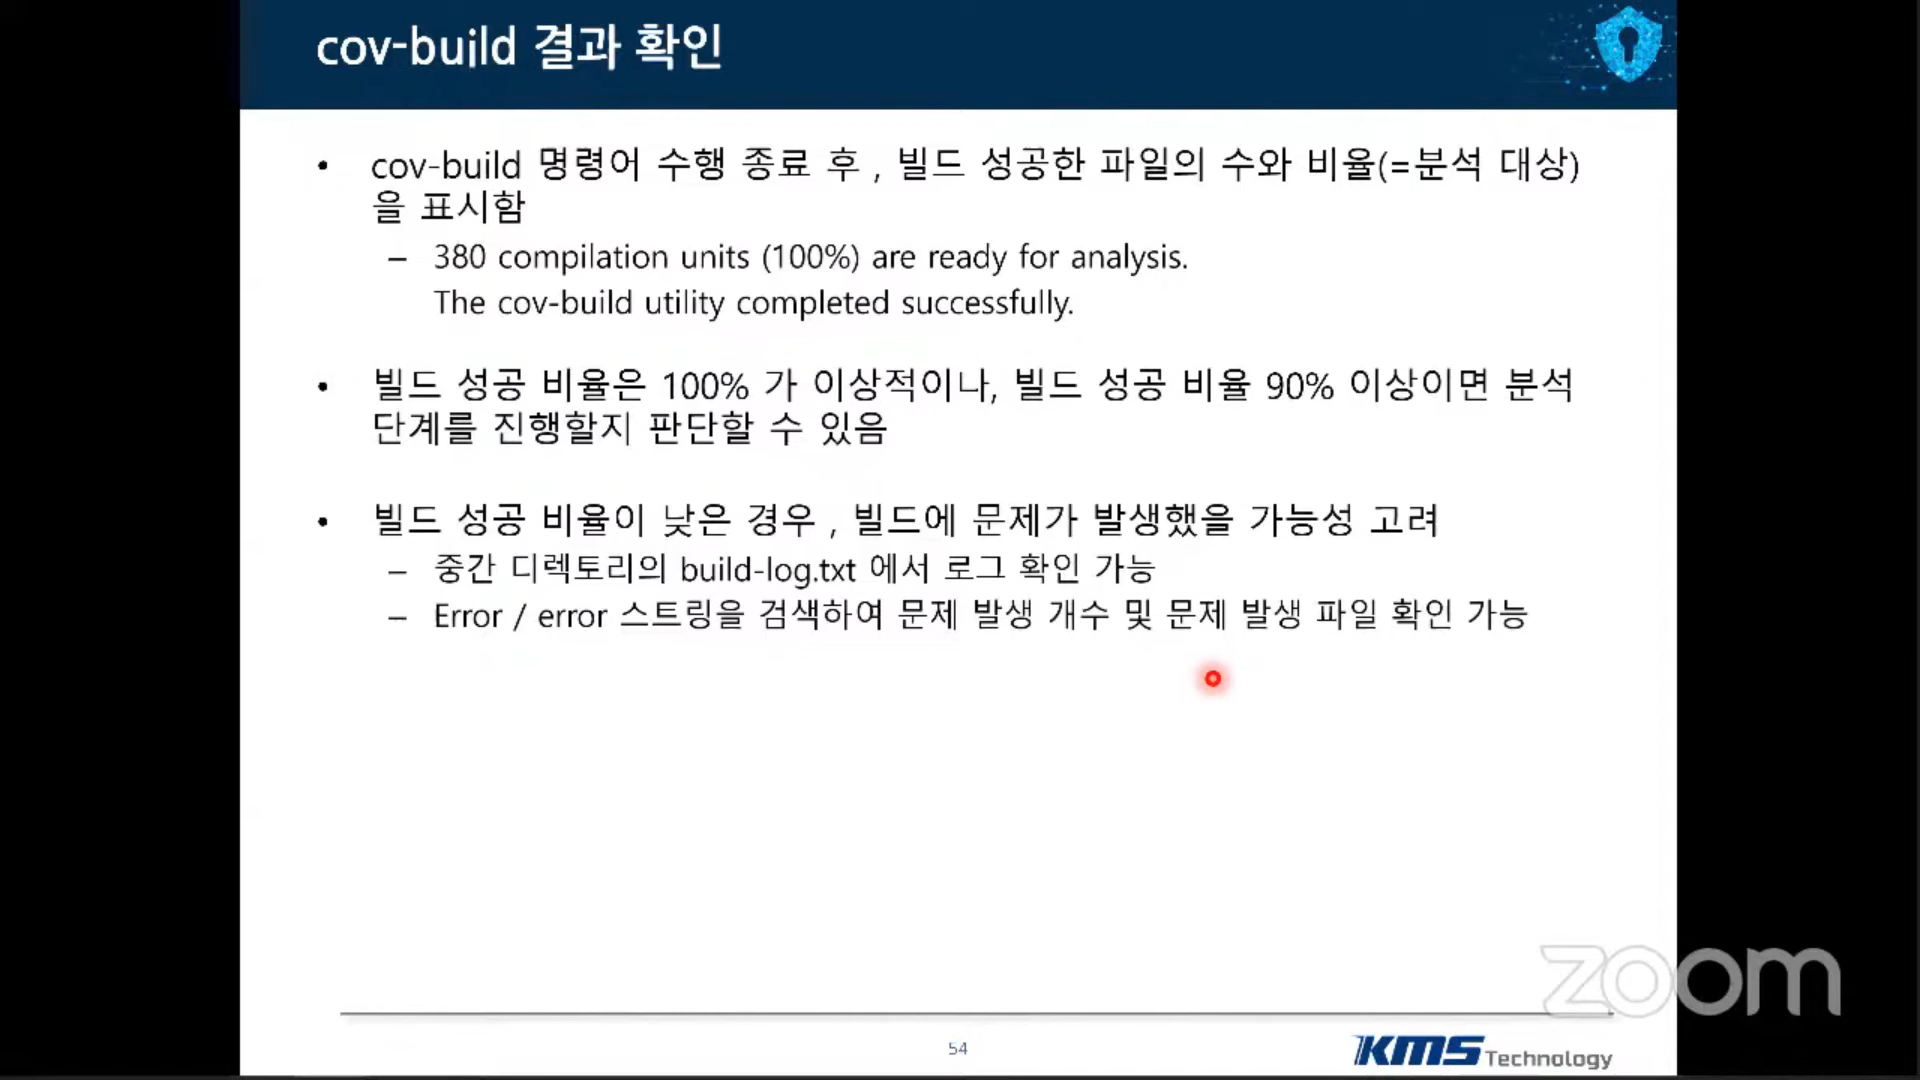 cov-build 결과 확인
• cov-build 명령어 수행 종료 후 , 빌드 성공한 파일의 수와 비율(=분석 대상)
을 표시함
– 380 compilation units (100%) are ready for analysis.
The cov-build utility completed successfully.
• 빌드 성공 비율은 100% 가 이상적이나, 빌드 성공 비율 90% 이상이면 분석
단계를 진행할지 판단할 수 있음
• 빌드 성공 비율이 낮은 경우 , 빌드에 문제가 발생했을 가능성 고려
– 중간 디렉토리의 build-log.txt 에서 로그 확인 가능
– Error / error 스트링을 검색하여 문제 발생 개수 및 문제 발생 파일 확인 가능
zoom
54
KMS Technology